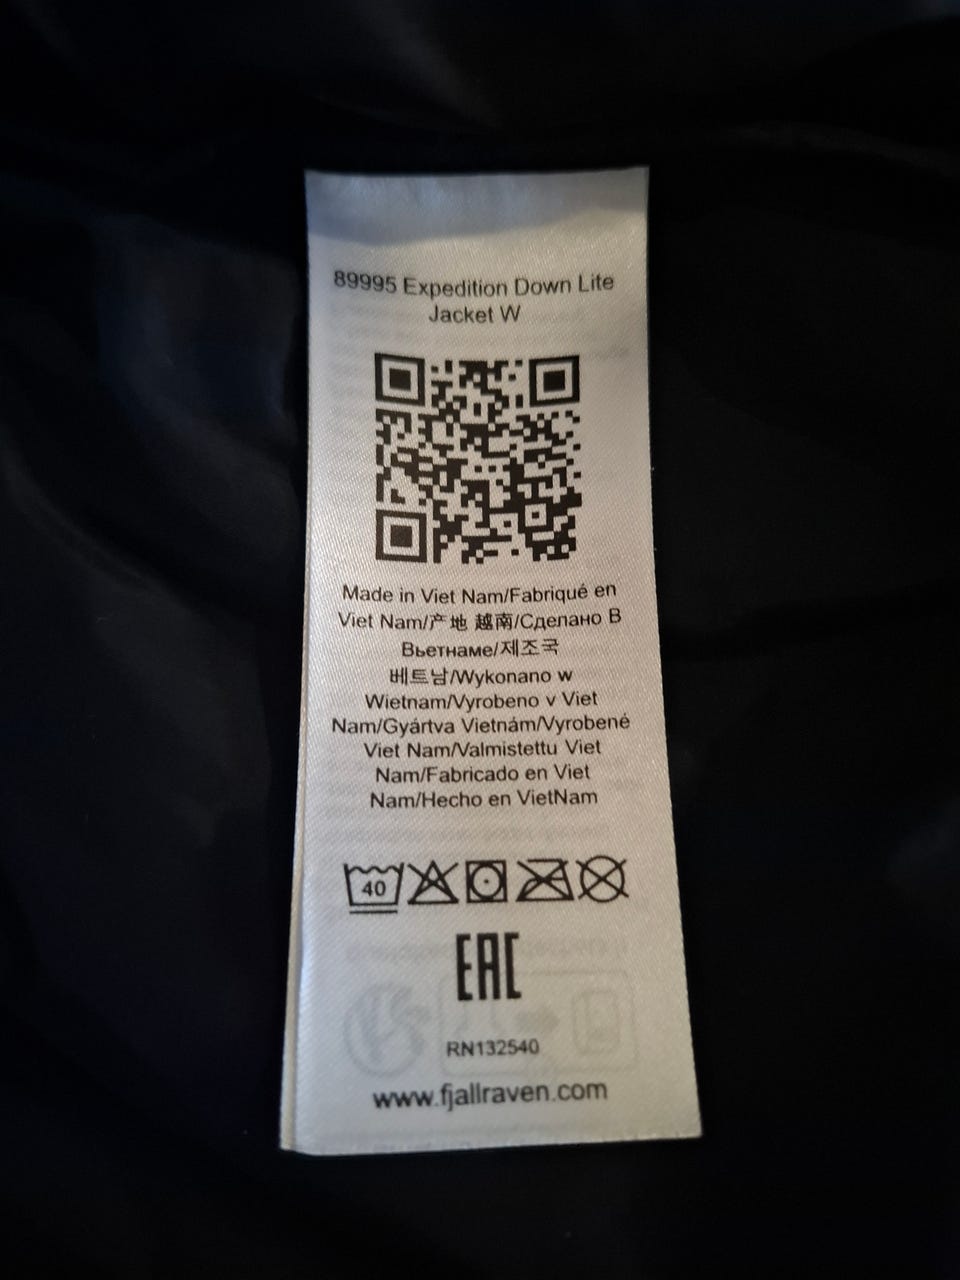 89995 Expedition Down Lite
Jacket W
Made in Viet Nam/Fabriqué en
Viet Nam/产地 越南/Сделано В
Вьетнаме/제조국
베트남/Wykonano w
Wietnam/Vyrobeno v Viet
Nam/Gyártva Vietnám/Vyrobené
Viet Nam/Valmistettu Viet
Nam/Fabricado en Viet
Nam/Hecho en VietNam
40
EAC
RN132540
www.fjallraven.com